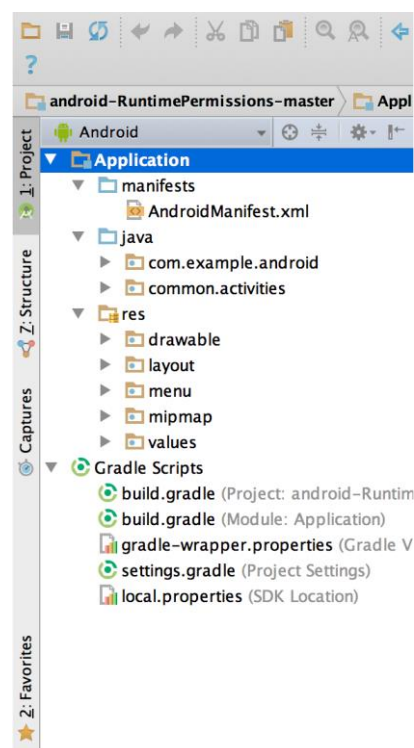 ?
android-RuntimePermissions-master Appl
Android
1: Project
Application
manifests
AndroidManifest.xml
java
com.example.android
common.activities
Z: Structure
res
drawable
layout
menu
mipmap
values
Captures
Gradle Scripts
build.gradle (Project: android-Runtim
build.gradle (Module: Application)
gradle-wrapper.properties (Gradle V
settings.gradle (Project Settings)
local.properties (SDK Location)
2: Favorites